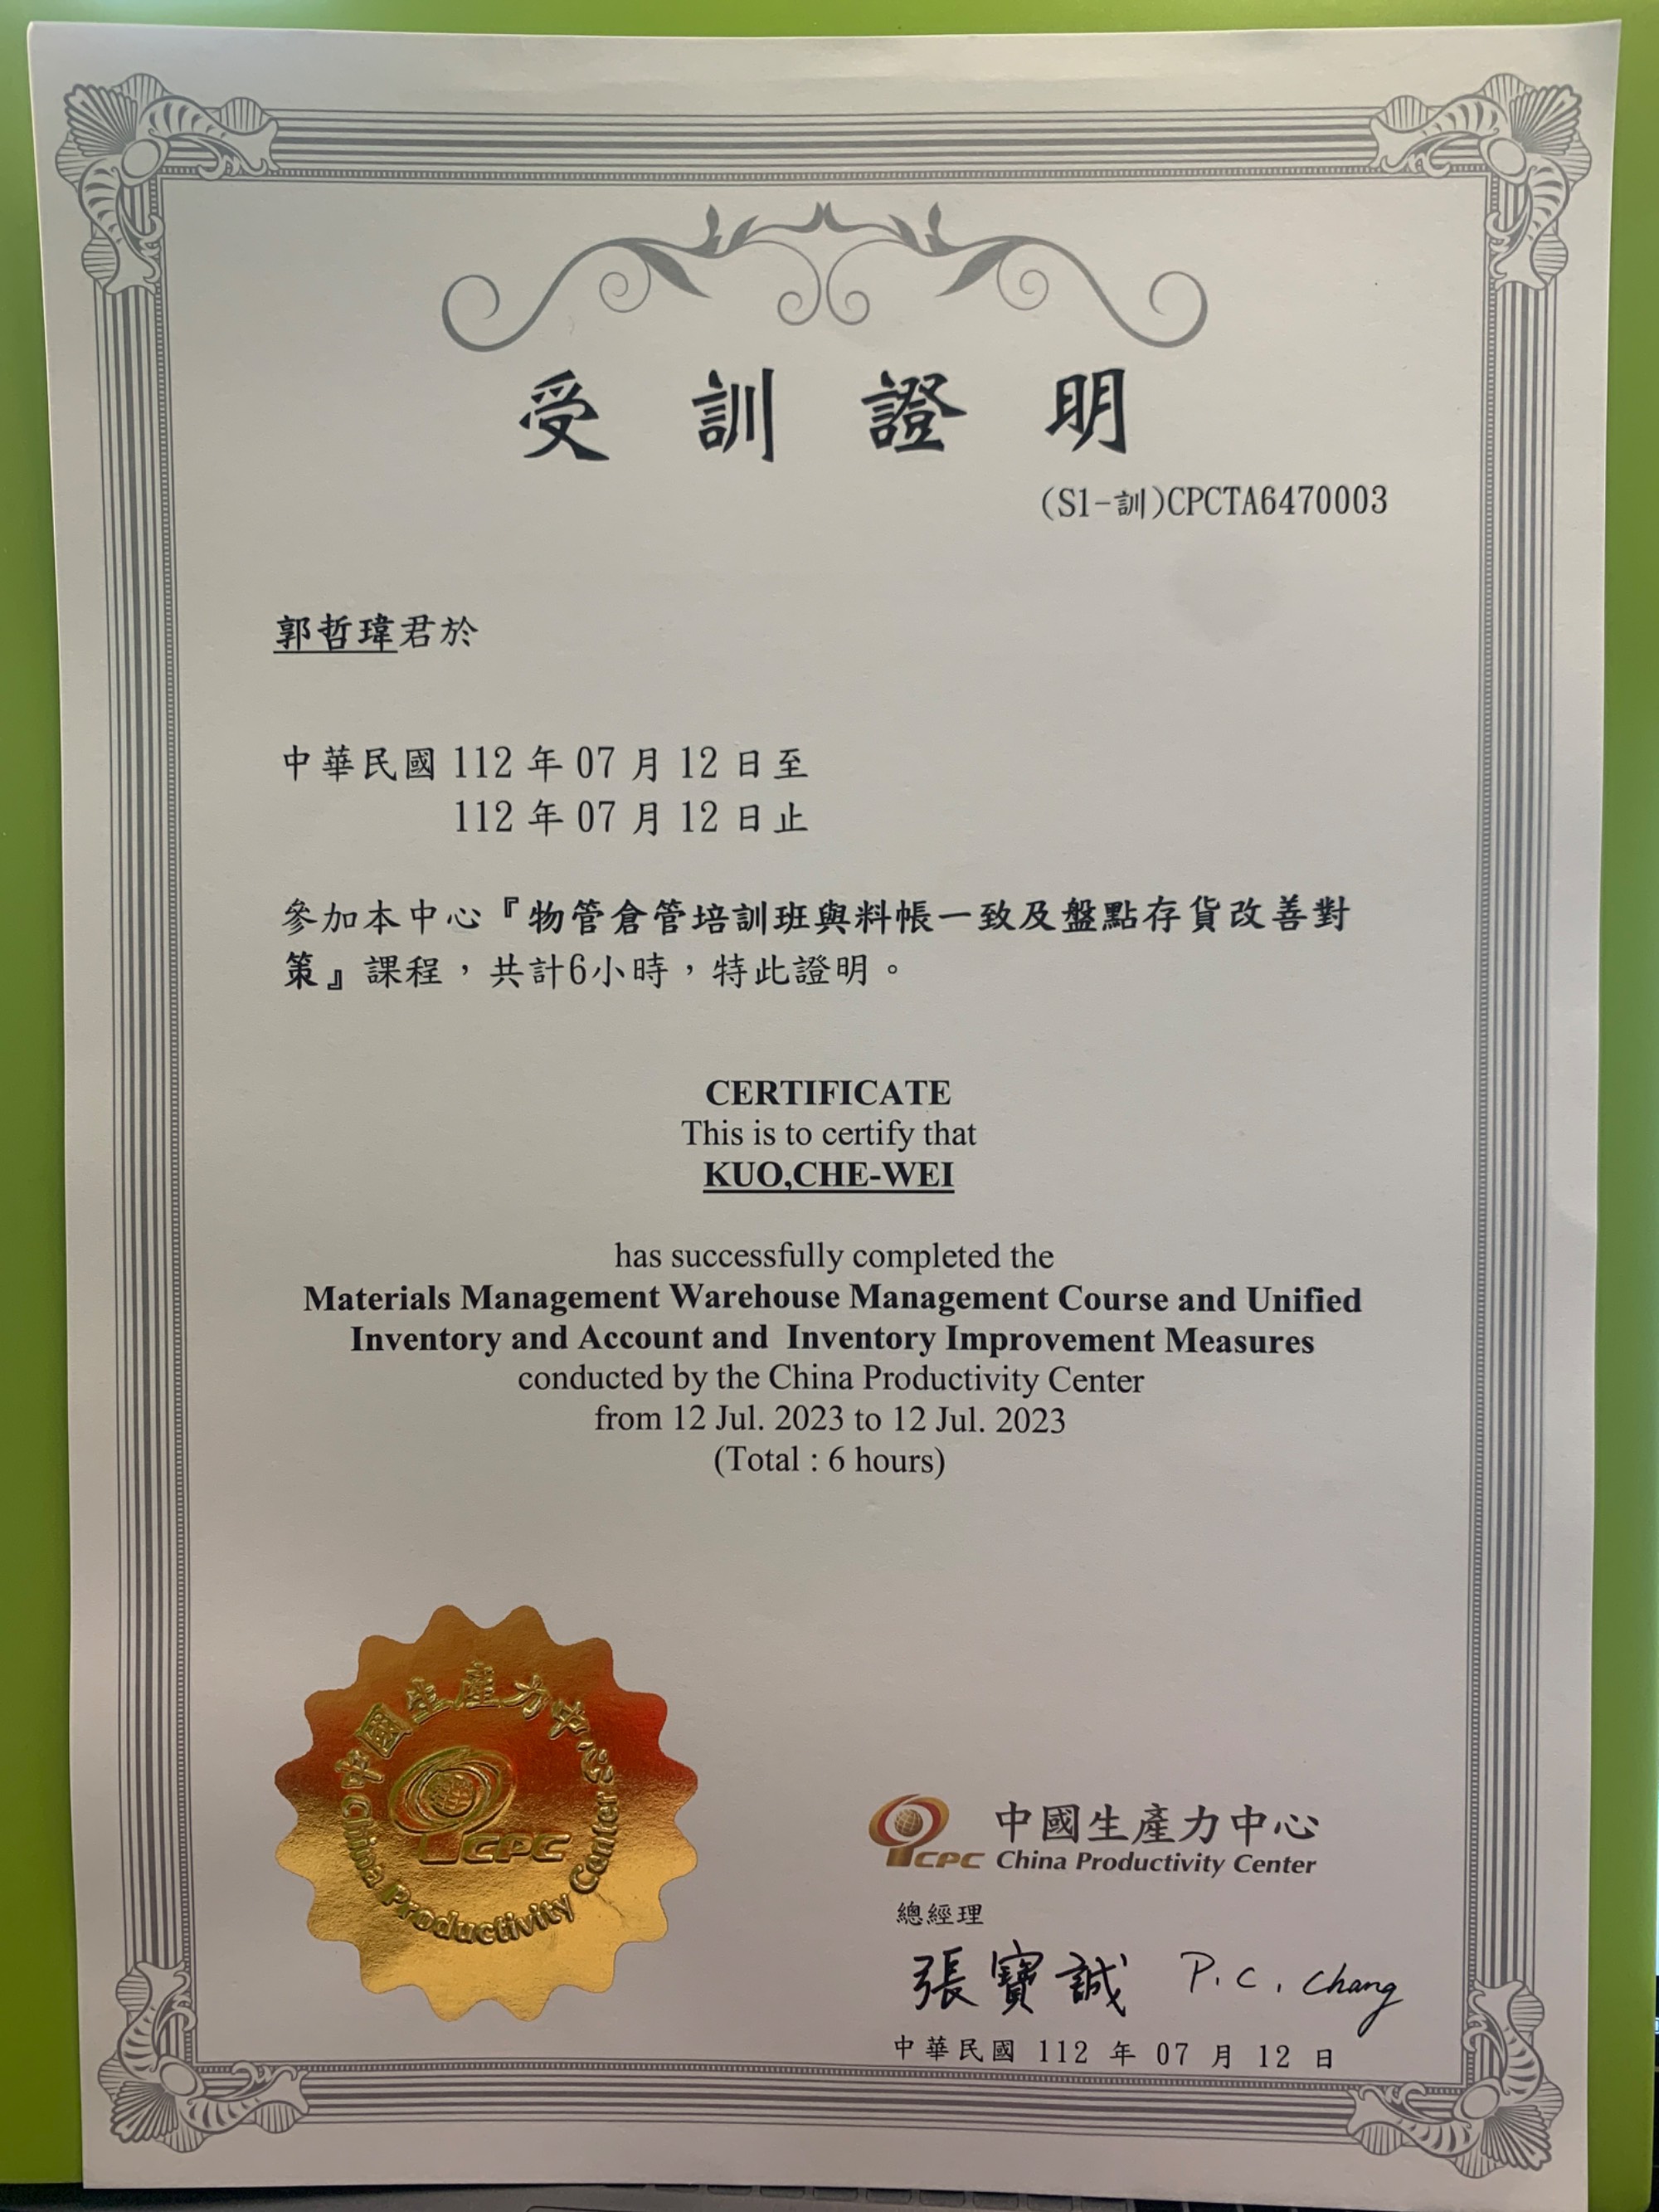 受訓證明
(S1-訓)CPCTA6470003
郭哲瑋君於
中華民國 112 年 07 月 12 日至
112 年 07 月 12 日止
參加本中心『物管倉管培訓班與料帳一致及盤點存貨改善對
策』課程，共計6小時，特此證明。
CERTIFICATE
This is to certify that
KUO,CHE-WEI
has successfully completed the
Materials Management Warehouse Management Course and Unified
Inventory and Account and Inventory Improvement Measures
conducted by the China Productivity Center
from 12 Jul. 2023 to 12 Jul. 2023
(Total : 6 hours)
中國生產力中心
CPC
China Productivity Center
中國生產力中心
CPC China Productivity Center
總經理
張寶誠 P. C. Chang
中華民國 112 年 07 月 12 日